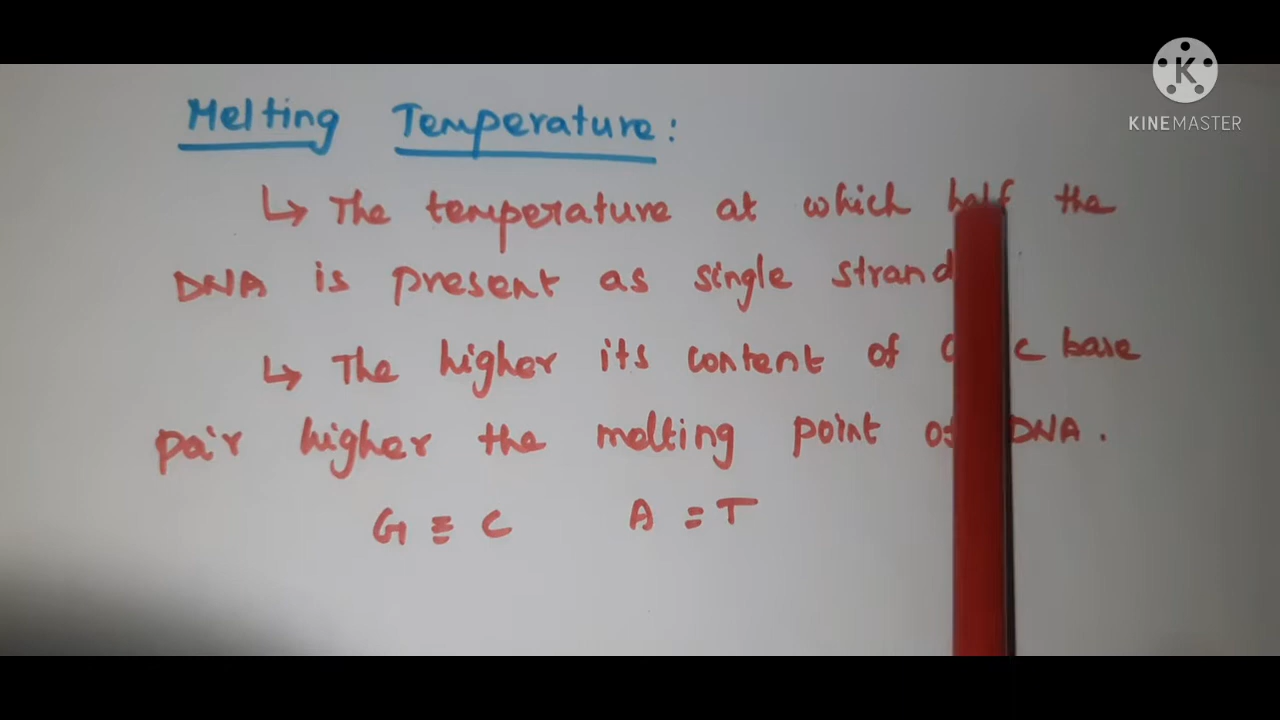 KINEMASTER
Melting Temperature:
↳ The temperature at which half the
DNA is present as single strand
↳ The higher its content of C base
pair higher the melting point of DNA.
G ≡ C A = T